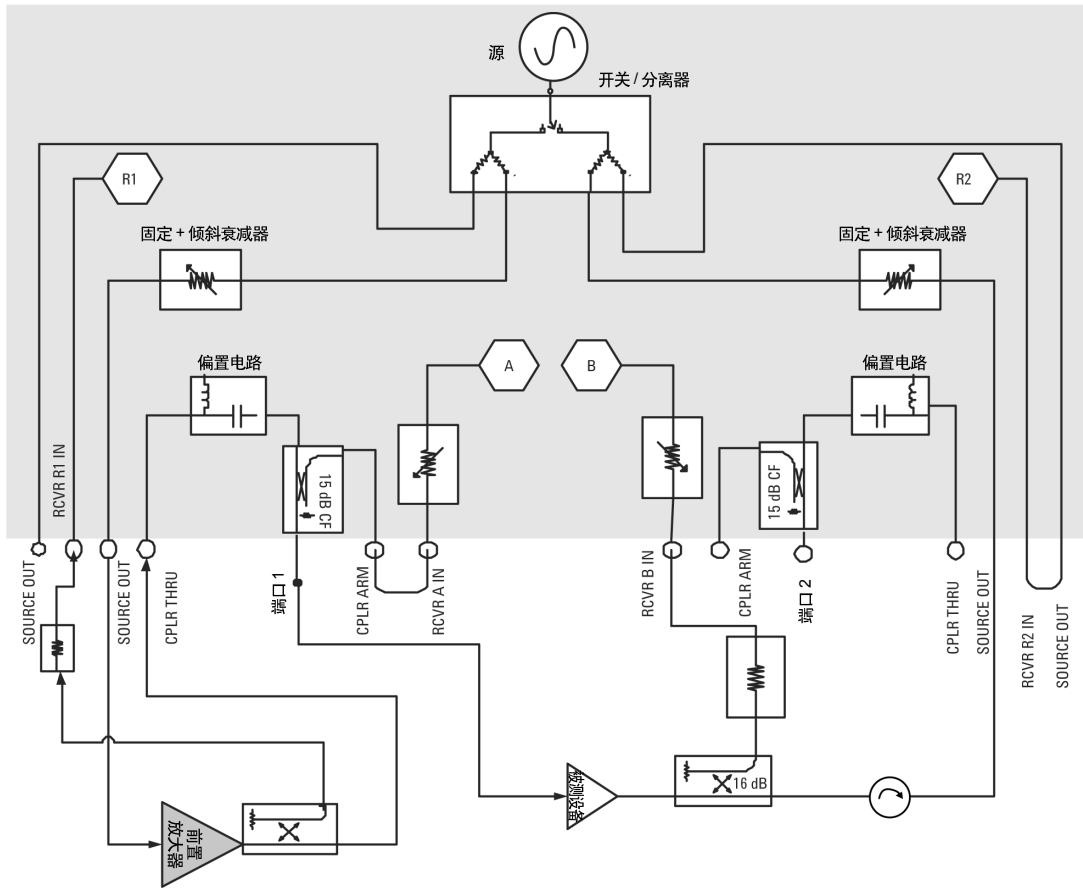 源
开关 / 分离器
R1
R2
固定 + 倾斜衰减器
固定 + 倾斜衰减器
偏置电路
A
B
偏置电路
15 dB CF
15 dB CF
RCVR R1 IN
SOURCE OUT
SOURCE OUT
CPLR THRU
端口 1
CPLR ARM
RCVR A IN
RCVR B IN
CPLR ARM
端口 2
CPLR THRU
SOURCE OUT
RCVR R2 IN
SOURCE OUT
被测设备
16 dB
前置
放大器